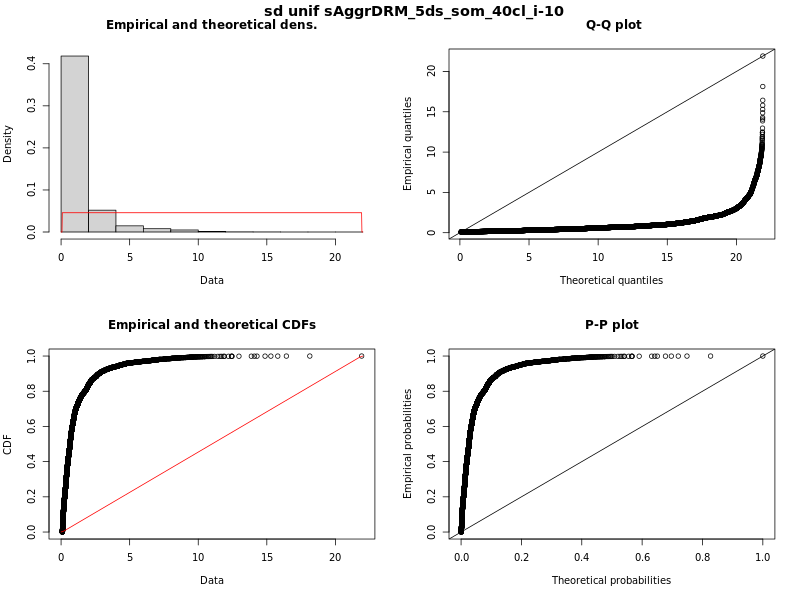 sd unif sAggrDRM_5ds_som_40cl_i-10
Empirical and theoretical dens.
Density
0.0 0.1 0.2 0.3 0.4
0 5 10 15 20
Data
Q-Q plot
Empirical quantiles
0 5 10 15 20
0 5 10 15 20
Theoretical quantiles
Empirical and theoretical CDFs
CDF
0.0 0.2 0.4 0.6 0.8 1.0
0 5 10 15 20
Data
P-P plot
Empirical probabilities
0.0 0.2 0.4 0.6 0.8 1.0
0.0 0.2 0.4 0.6 0.8 1.0
Theoretical probabilities